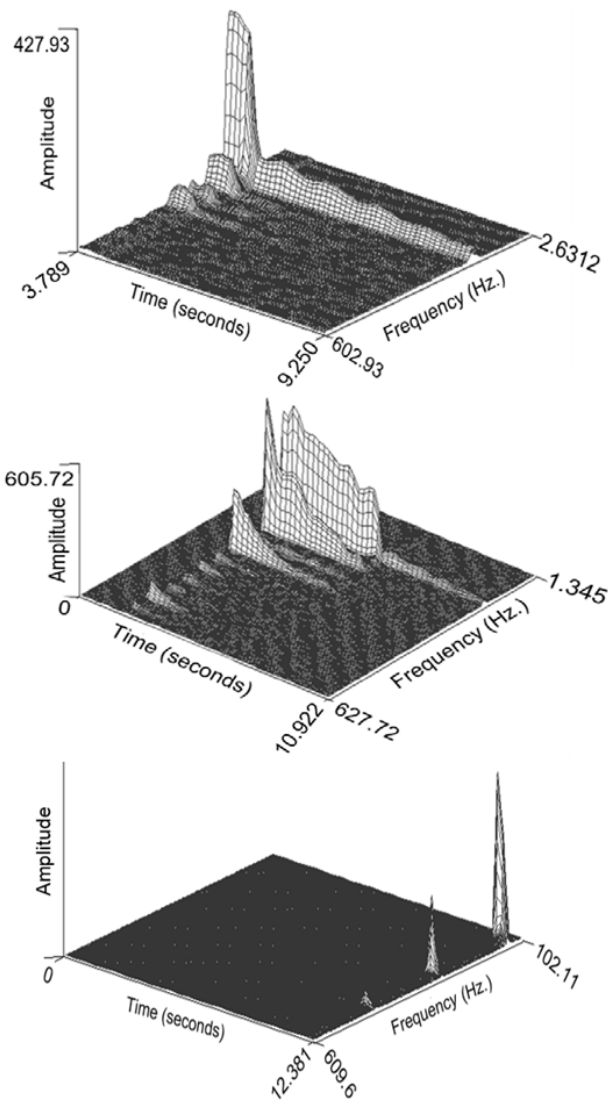 427.93
Amplitude
3.789
Time (seconds)
9.250
602.93
Frequency (Hz.)
2.6312
605.72
Amplitude
0
Time (seconds)
10.922
627.72
Frequency (Hz.)
1.345
Amplitude
0
Time (seconds)
12.381
609.6
Frequency (Hz.)
102.11